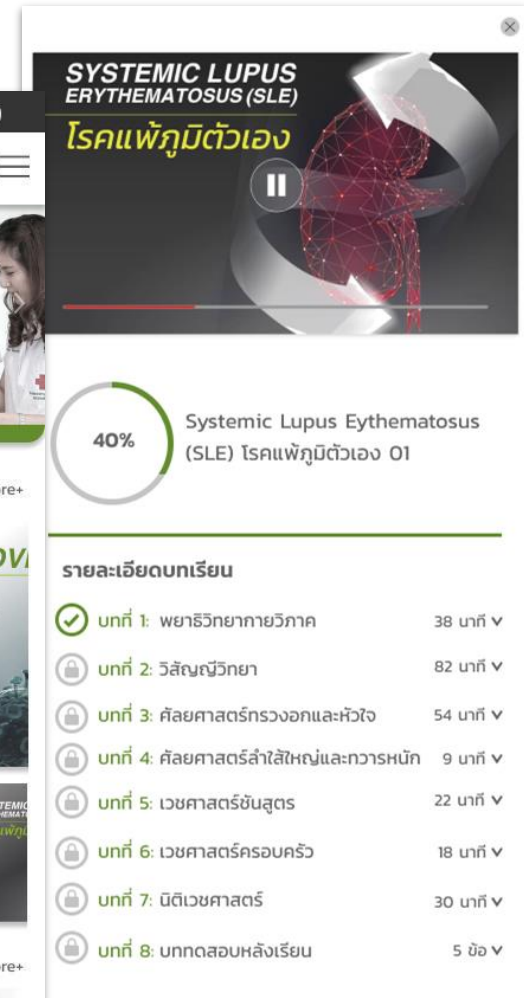 SYSTEMIC LUPUS
ERYTHEMATOSUS (SLE)
โรคแพ้ภูมิตัวเอง
40%
Systemic Lupus Eythematosus
(SLE) โรคแพ้ภูมิตัวเอง 01
รายละเอียดบทเรียน
บทที่ 1: พยาธิวิทยากายวิภาค 38 นาที
บทที่ 2: วิสัญญีวิทยา 82 นาที
บทที่ 3: ศัลยศาสตร์ทรวงอกและหัวใจ 54 นาที
บทที่ 4: ศัลยศาสตร์ลำใส้ใหญ่และทวารหนัก 9 นาที
บทที่ 5: เวชศาสตร์ชันสูตร 22 นาที
บทที่ 6: เวชศาสตร์ครอบครัว 18 นาที
บทที่ 7: นิติเวชศาสตร์ 30 นาที
บทที่ 8: บททดสอบหลังเรียน 5 ข้อ